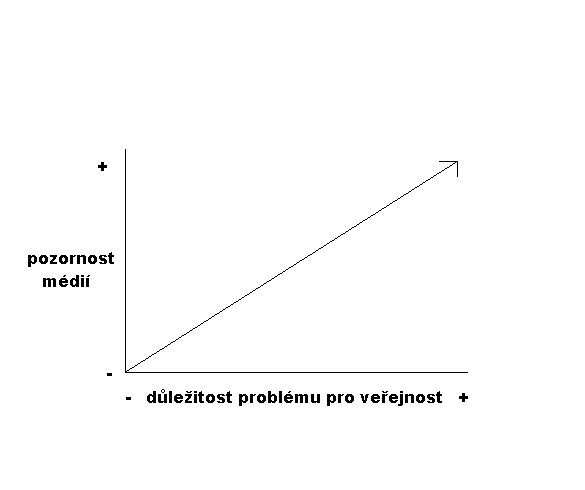 +
pozornost
médií
-
- důležitost problému pro veřejnost +